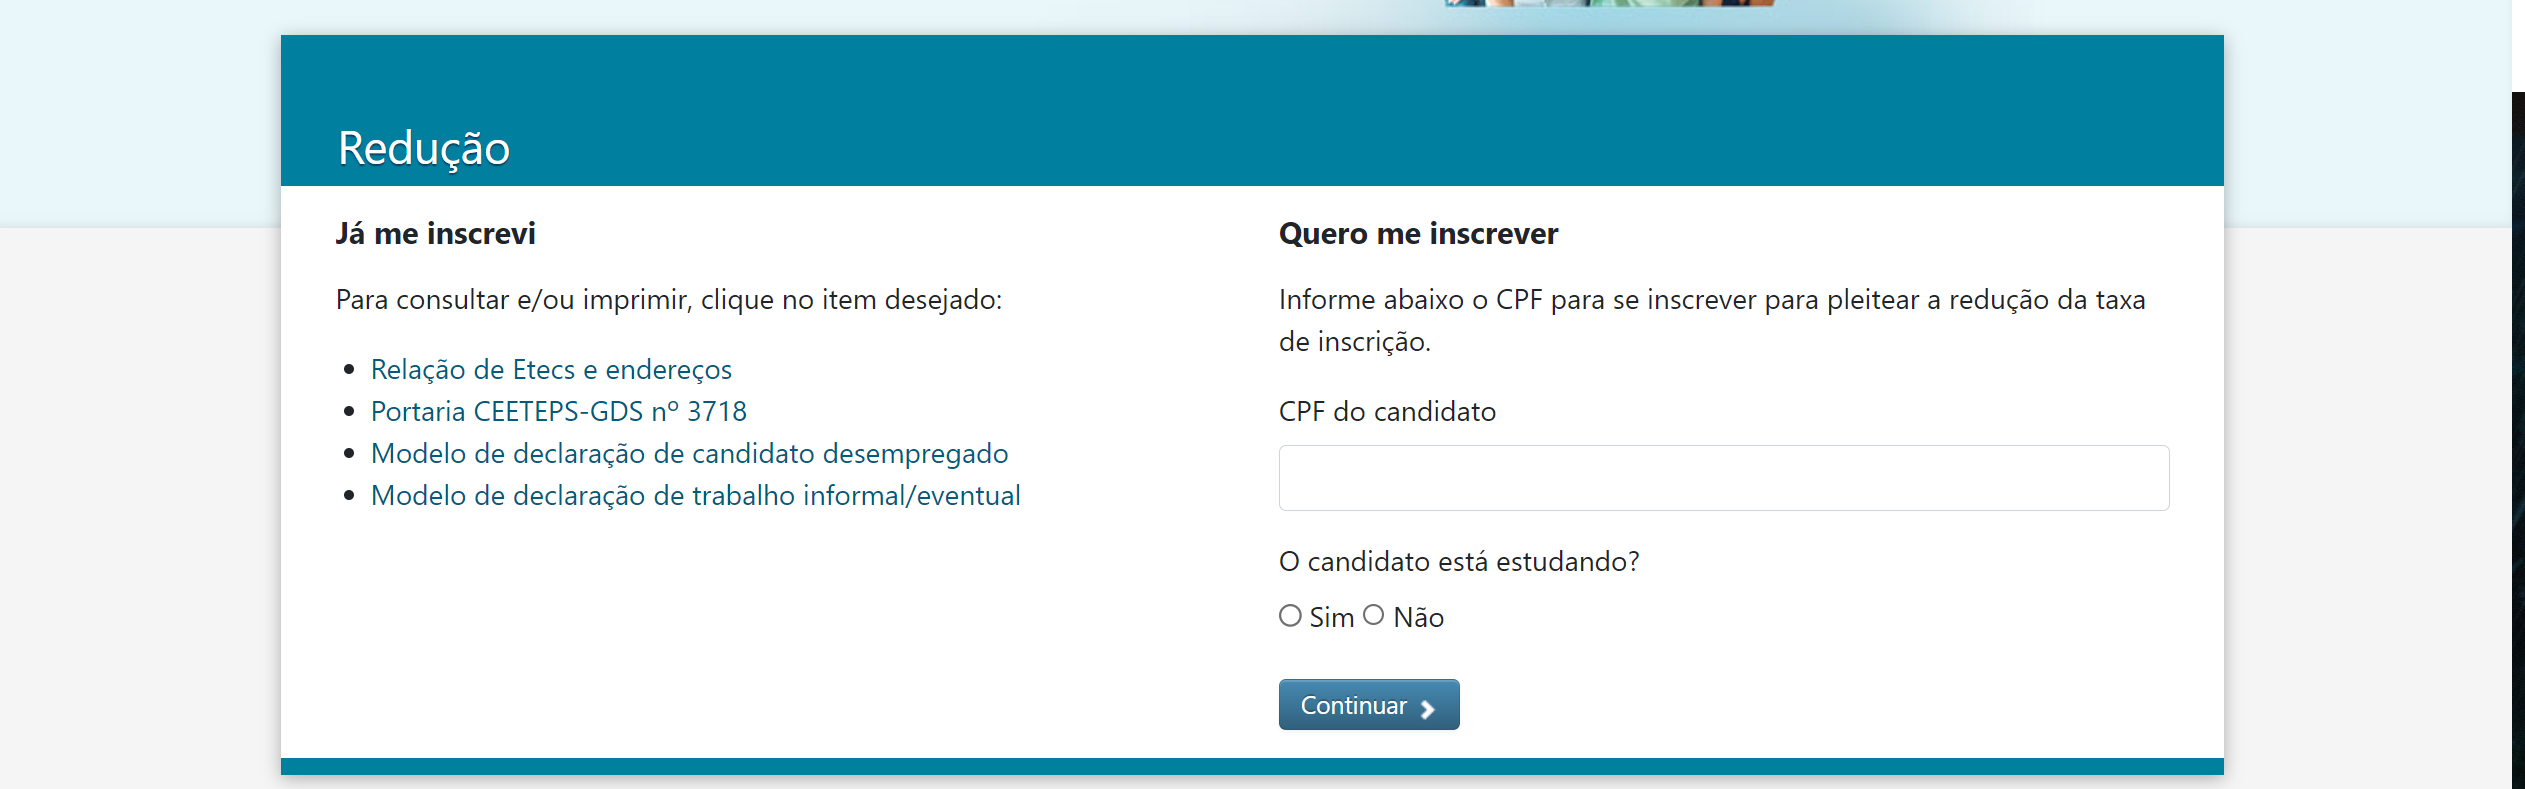 Redução
Já me inscrevi
Para consultar e/ou imprimir, clique no item desejado:
Relação de Etecs e endereços
Portaria CEETEPS-GDS nº 3718
Modelo de declaração de candidato desempregado
Modelo de declaração de trabalho informal/eventual
Quero me inscrever
Informe abaixo o CPF para se inscrever para pleitear a redução da taxa
de inscrição.
CPF do candidato
O candidato está estudando?
Sim Não
Continuar